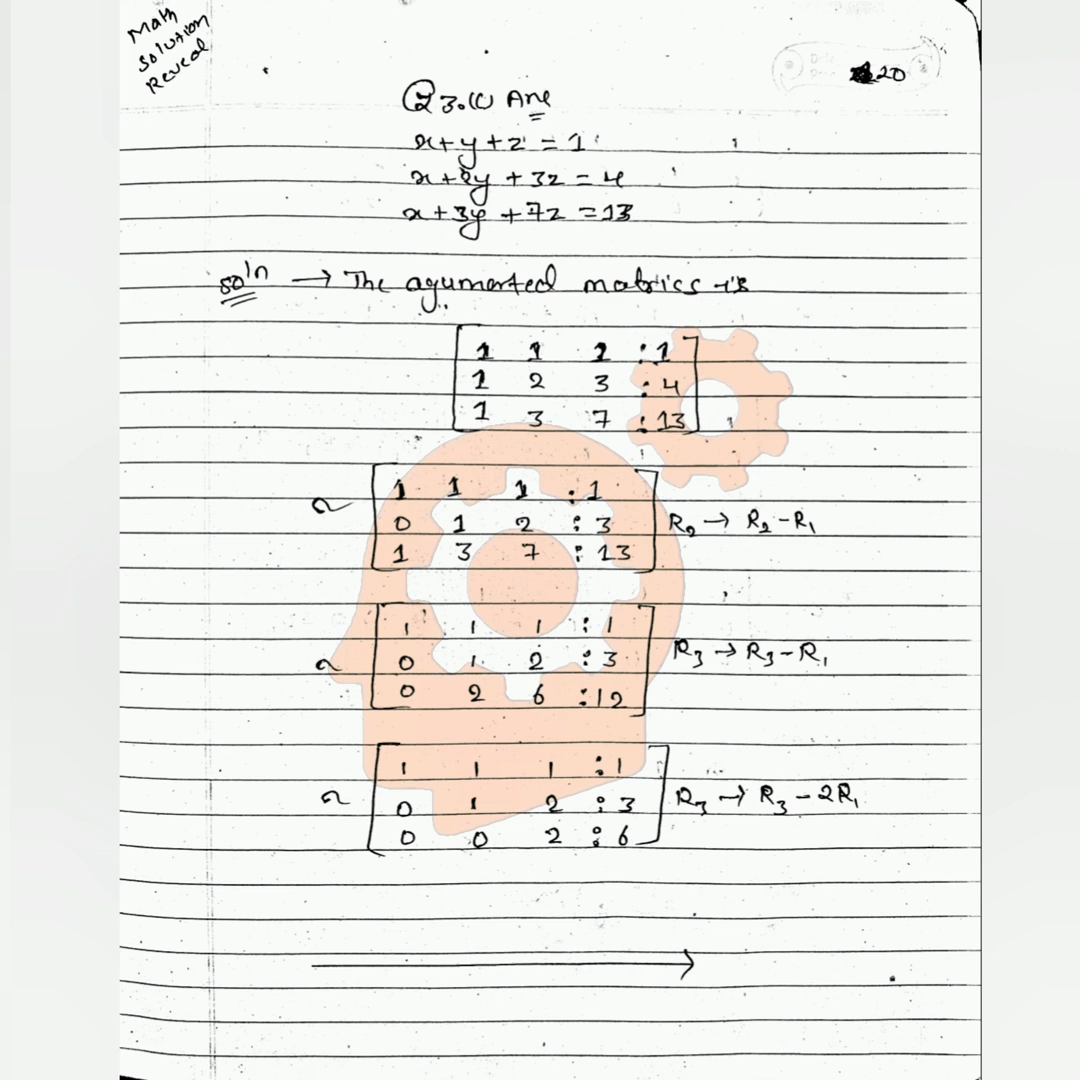 Math
Solution
Reveal
20
Q 3.(C) Ans
x+y+z = 1
x+2y+3z = 4
x+3y+7z = 13
soln → The agumented matrics is
1 1 1 : 1
1 2 3 : 4
1 3 7 : 13
~ 1 1 1 : 1
0 1 2 : 3 R2 → R2-R1
1 3 7 : 13
1 1 1 : 1
~ 0 1 2 : 3 R3 → R3-R1
0 2 6 : 12
1 1 1 : 1
~ 0 1 2 : 3 R3 → R3-2R1
0 0 2 : 6